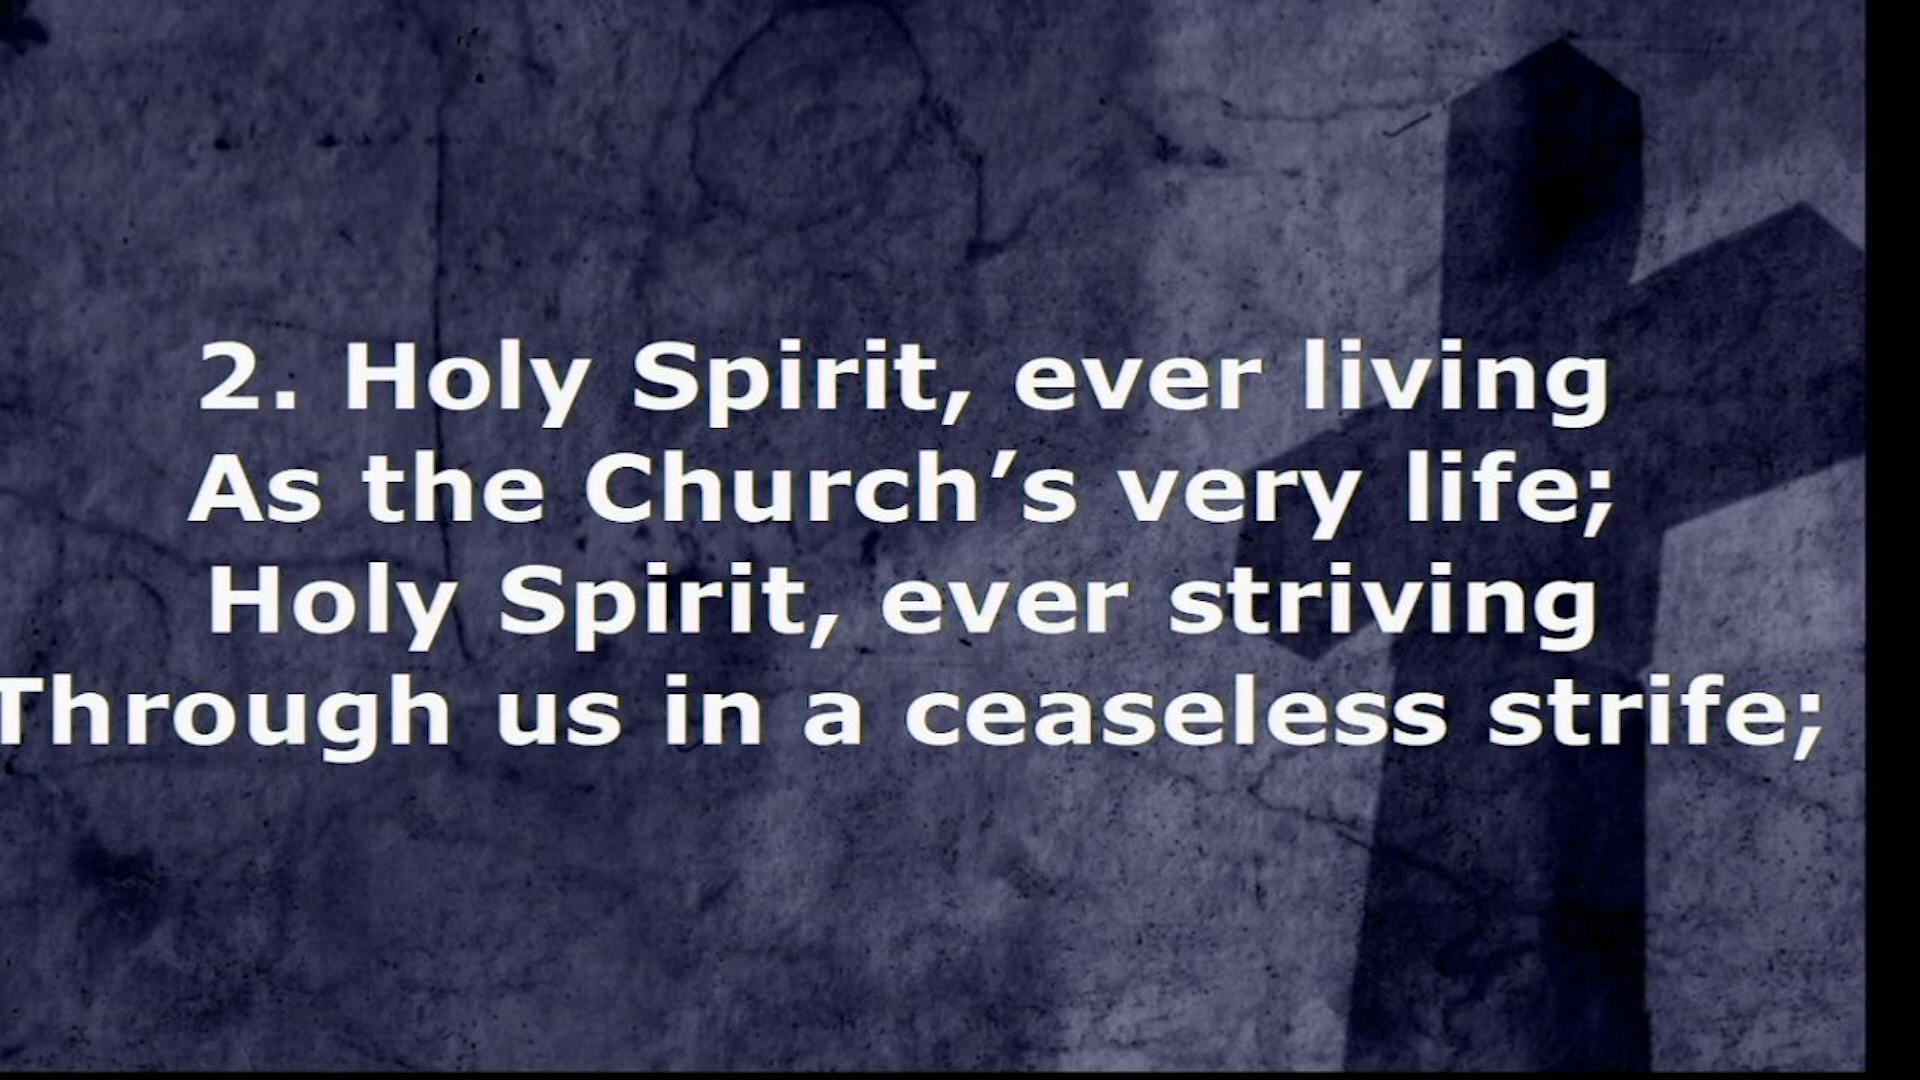 2. Holy Spirit, ever living
As the Church’s very life;
Holy Spirit, ever striving
Through us in a ceaseless strife;